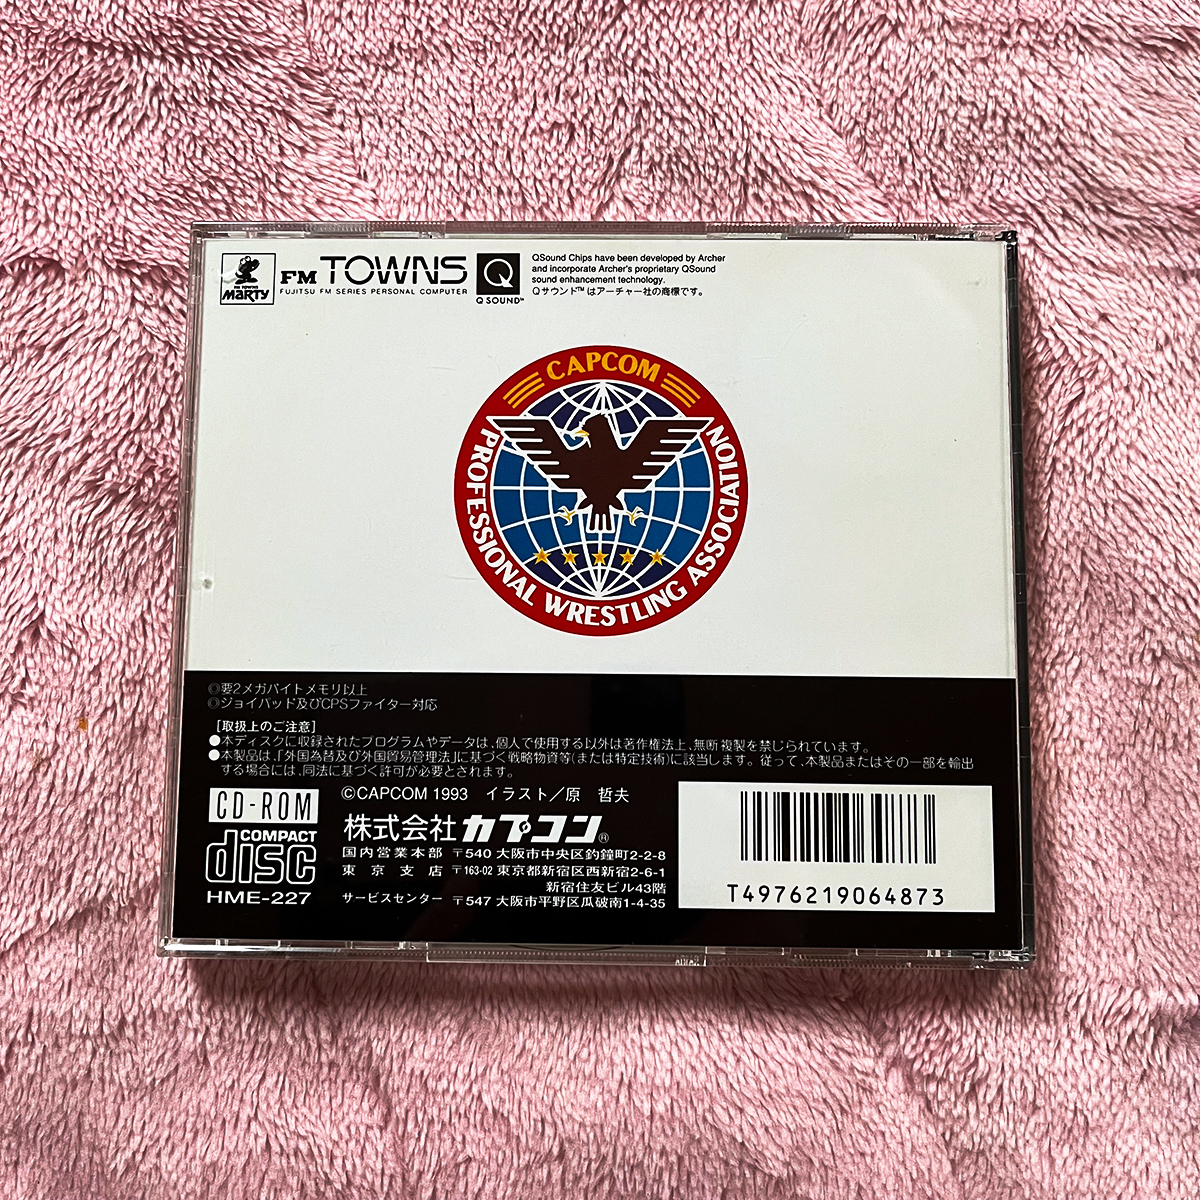 FM TOWNS
MARTY
FM TOWNS
FUJITSU FM SERIES PERSONAL COMPUTER
Q
Q SOUND™
QSound Chips have been developed by Archer
and incorporate Archer's proprietary QSound
sound enhancement technology.
Qサウンド™はアーチャー社の商標です。
CAPCOM
PROFESSIONAL WRESTLING ASSOCIATION
◎要2メガバイトメモリ以上
◎ジョイパッド及びCPSファイター対応
[取扱上のご注意]
●本ディスクに収録されたプログラムやデータは、個人で使用する以外は著作権法上、無断複製を禁じられています。
●本製品は、「外国為替及び外国貿易管理法」に基づく戦略物資等(または特定技術)に該当します。従って、本製品またはその一部を輸出
する場合には、同法に基づく許可が必要とされます。
CD-ROM
COMPACT
disc
HME-227
©CAPCOM 1993 イラスト／原 哲夫
株式会社カプコン®
国内営業本部 〒540 大阪市中央区釣鐘町2-2-8
東京支店 〒163-02 東京都新宿区西新宿2-6-1
新宿住友ビル43階
サービスセンター 〒547 大阪市平野区瓜破南1-4-35
T4976219064873